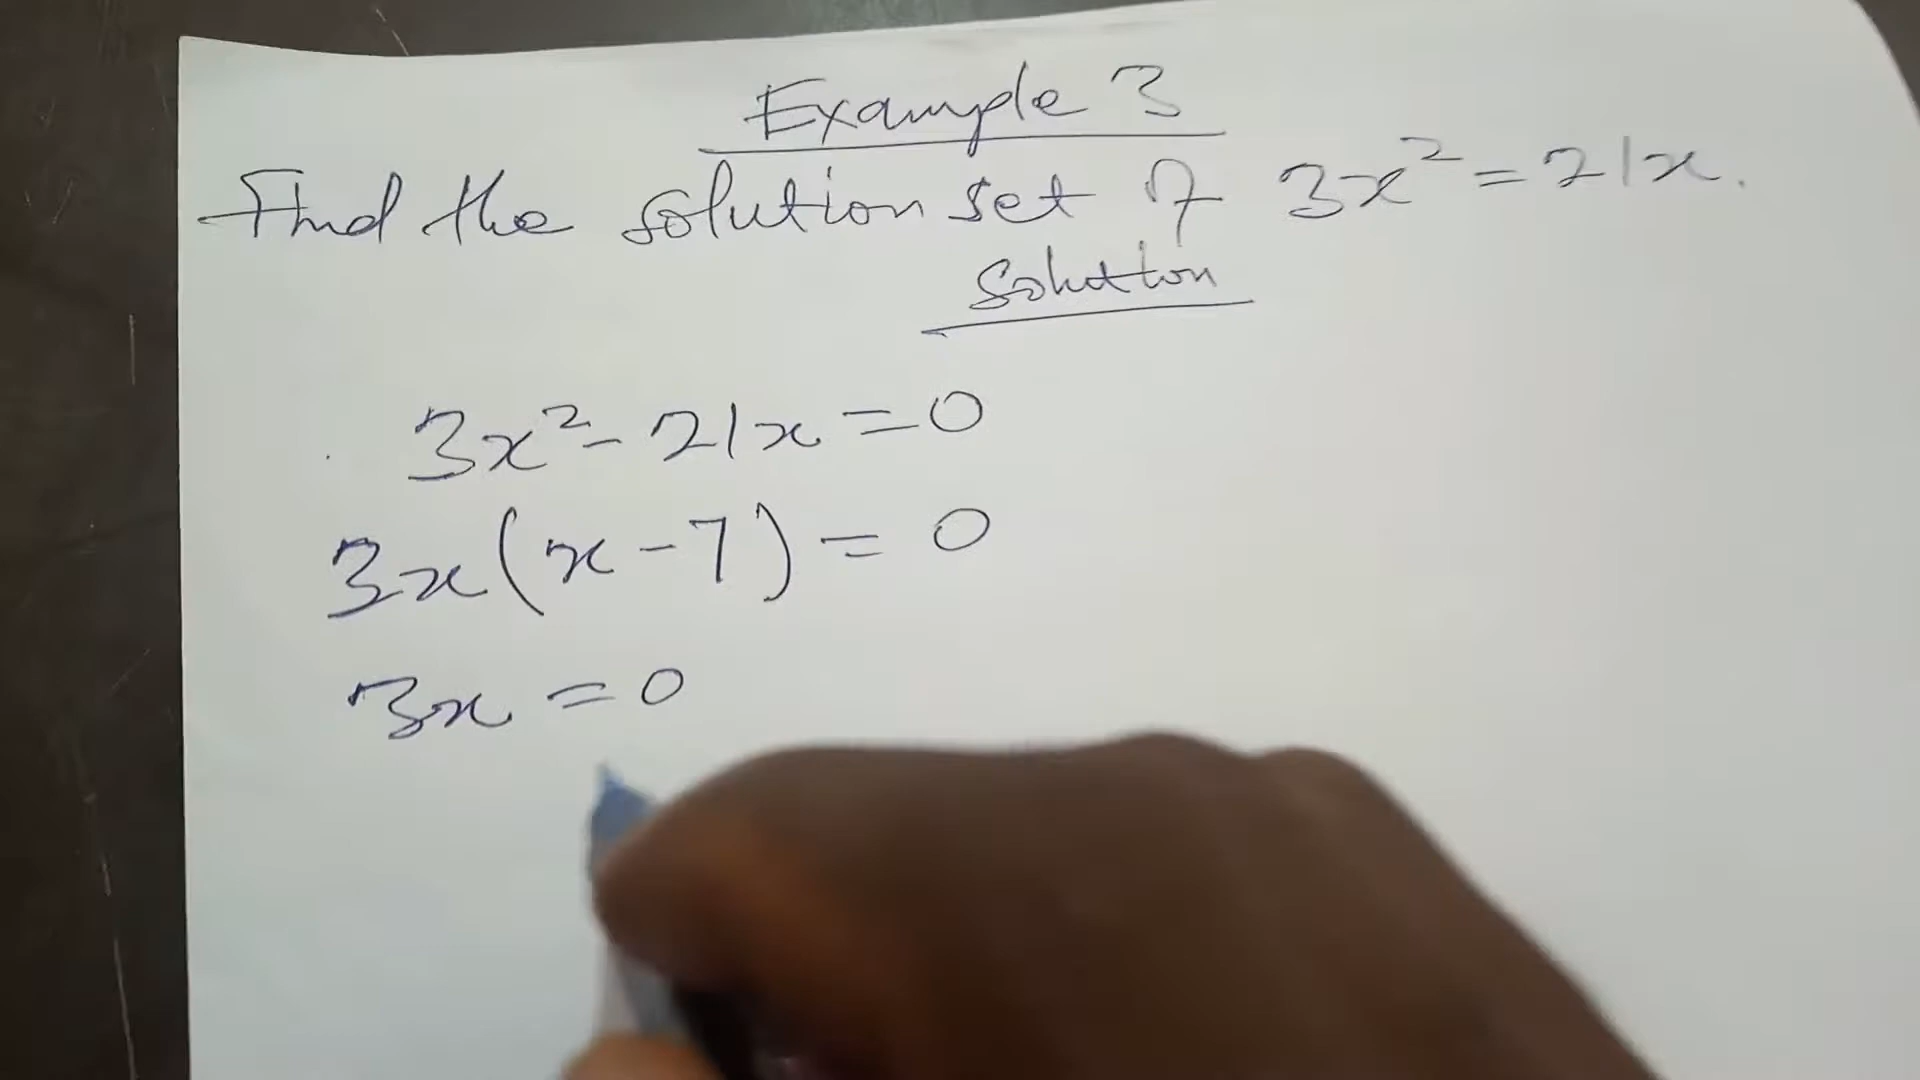 Example 3
Find the solution set of 3x² = 21x.
Solution
3x² - 21x = 0
3x(x - 7) = 0
3x = 0